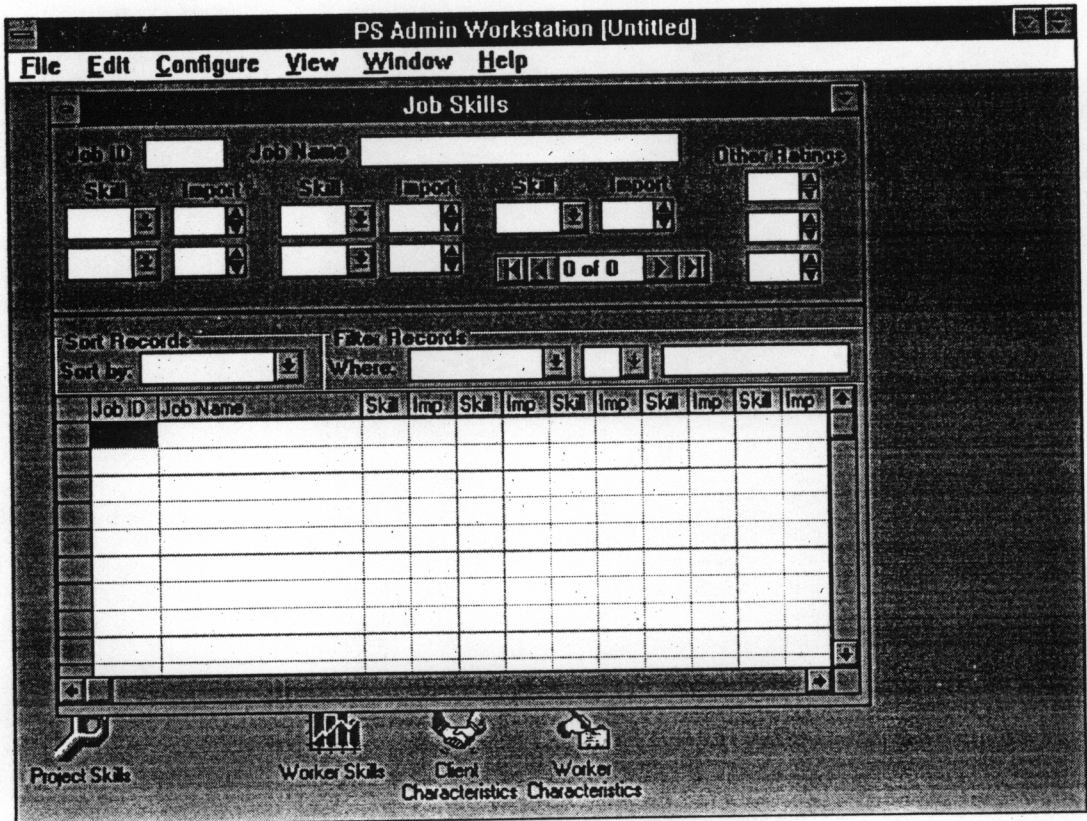 PS Admin Workstation [Untitled]
File Edit Configure View Window Help
Job Skills
Job ID Job Name Other Ratings
Skill Import Skill Import Skill Import
0 of 0
Sort Records Filter Records
Sort by: Where:
Job ID Job Name Skill Imp Skill Imp Skill Imp Skill Imp Skill Imp
Project Skills Worker Skills Client Characteristics Worker Characteristics